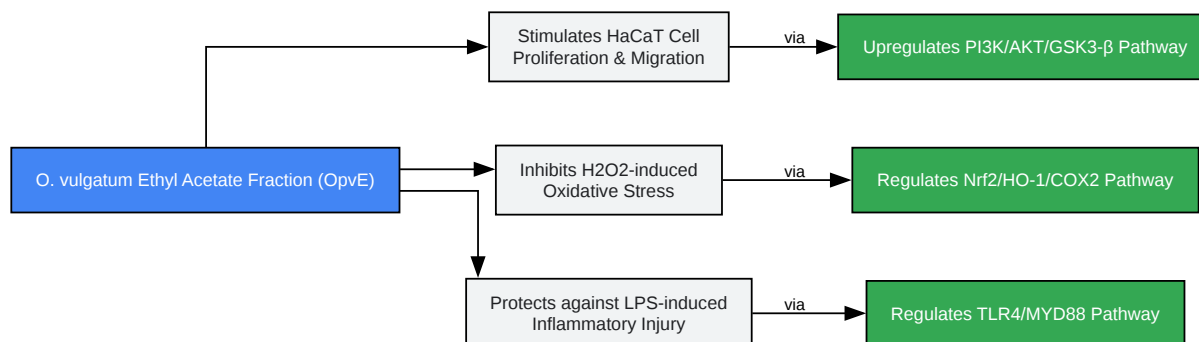 Stimulates HaCaT Cell
Proliferation & Migration
via
Upregulates PI3K/AKT/GSK3-β Pathway
O. vulgatum Ethyl Acetate Fraction (OpvE)
Inhibits H2O2-induced
Oxidative Stress
via
Regulates Nrf2/HO-1/COX2 Pathway
Protects against LPS-induced
Inflammatory Injury
via
Regulates TLR4/MYD88 Pathway